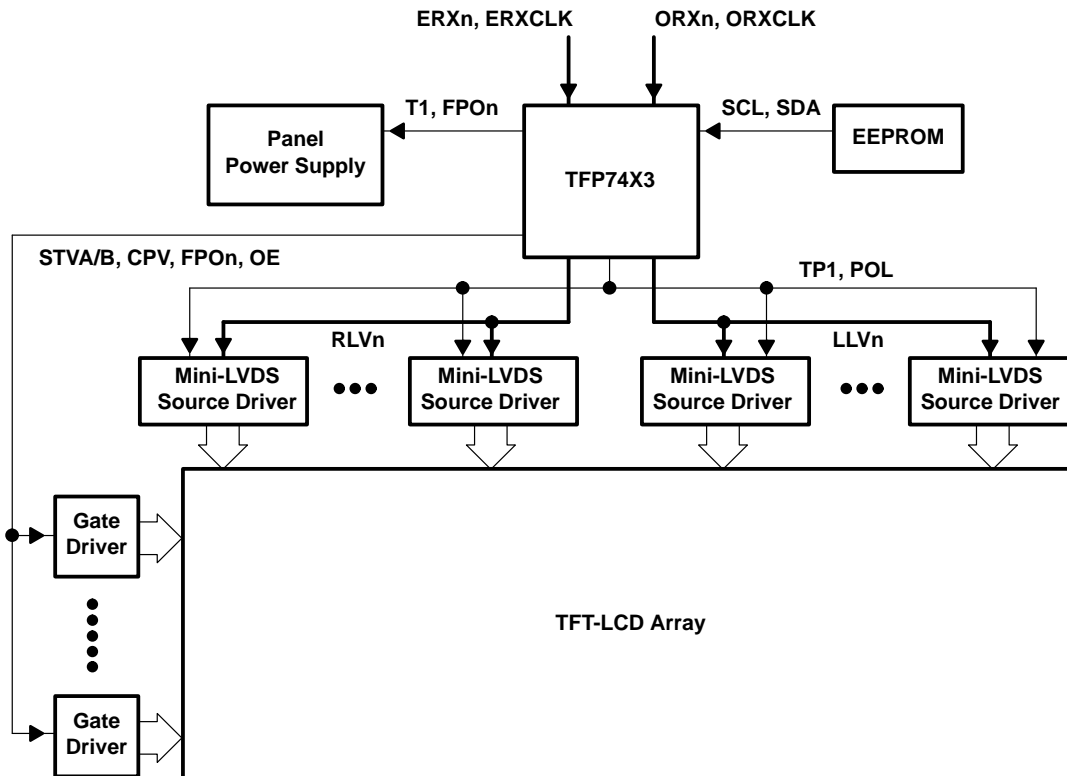 ERXn, ERXCLK
ORXn, ORXCLK
T1, FPOn
SCL, SDA
Panel
Power Supply
TFP74X3
EEPROM
STVA/B, CPV, FPOn, OE
TP1, POL
RLVn
LLVn
Mini-LVDS
Source Driver
Mini-LVDS
Source Driver
Mini-LVDS
Source Driver
Mini-LVDS
Source Driver
Gate
Driver
TFT-LCD Array
Gate
Driver